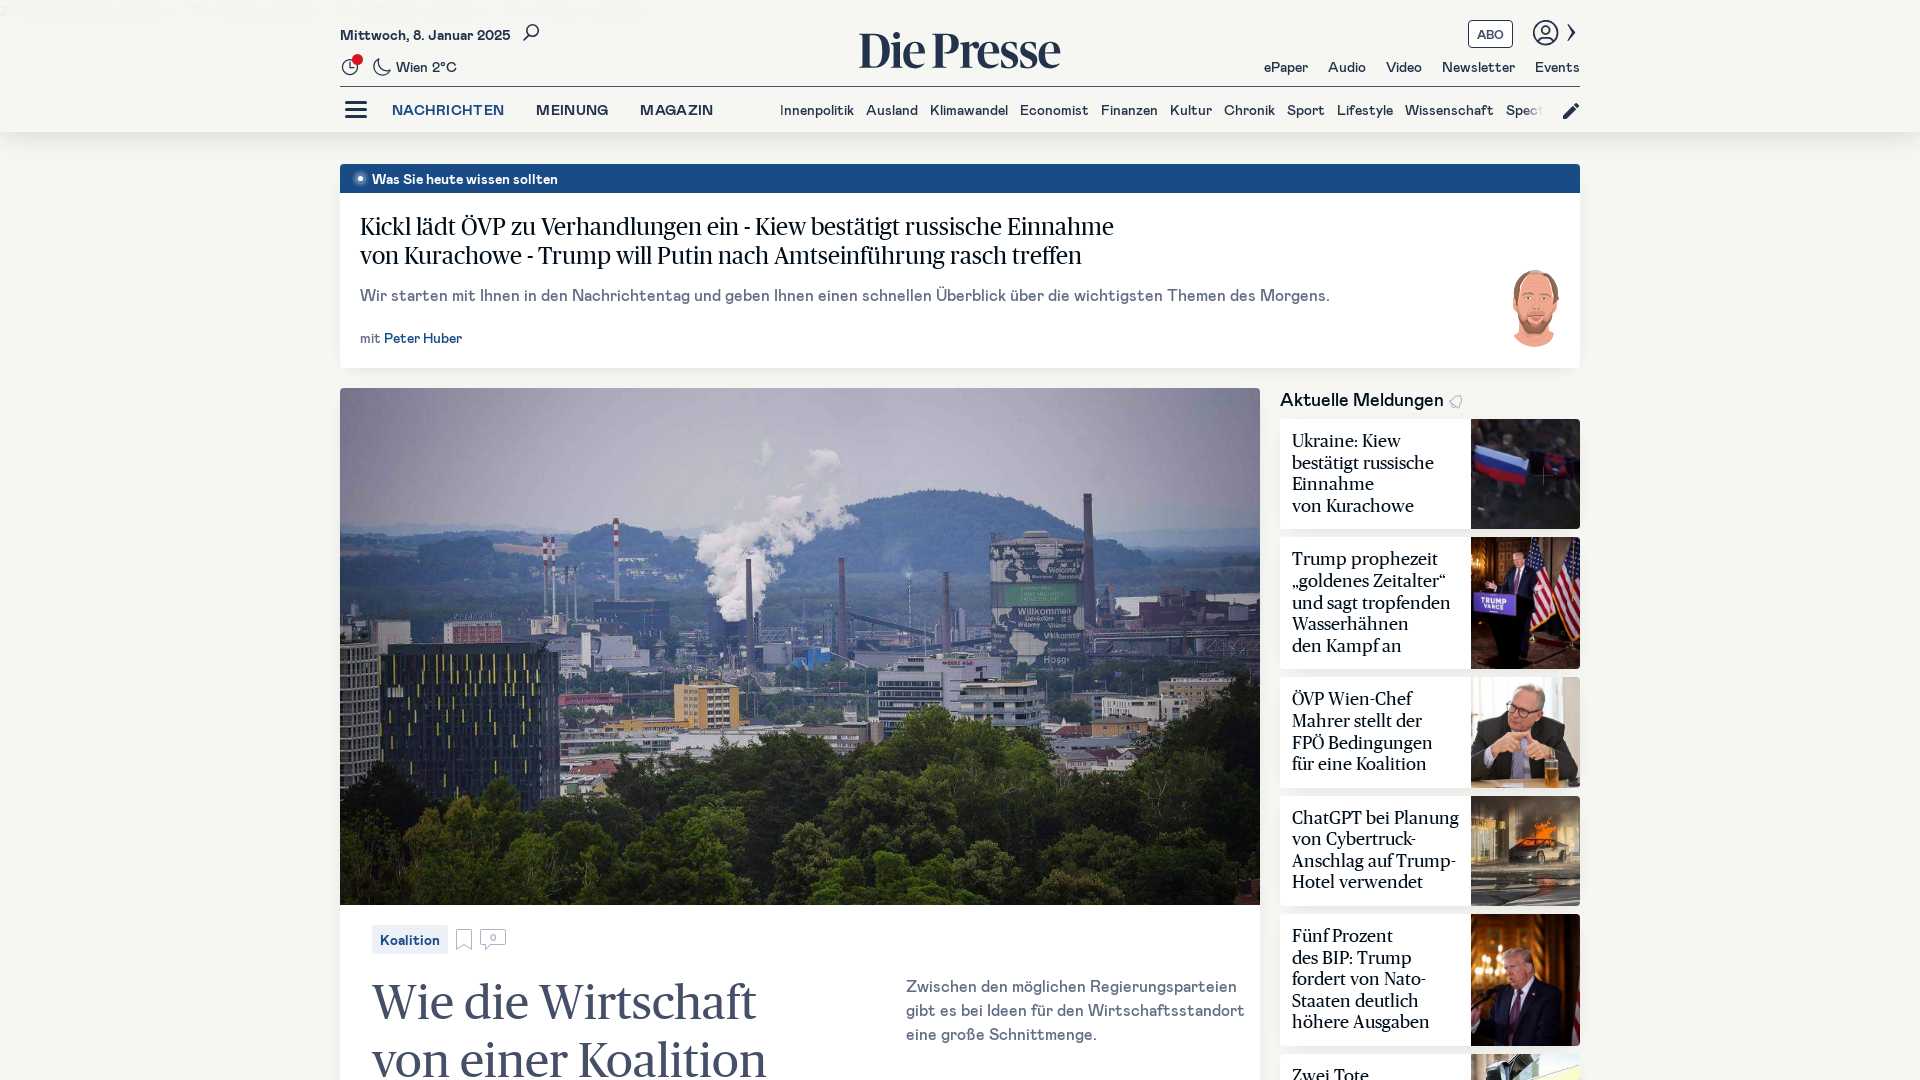 Mittwoch, 8. Januar 2025
Wien 2°C
Die Presse
ABO
ePaper Audio Video Newsletter Events
NACHRICHTEN MEINUNG MAGAZIN
Innenpolitik Ausland Klimawandel Economist Finanzen Kultur Chronik Sport Lifestyle Wissenschaft Spect
Was Sie heute wissen sollten
Kickl lädt ÖVP zu Verhandlungen ein - Kiew bestätigt russische Einnahme
von Kurachowe - Trump will Putin nach Amtseinführung rasch treffen
Wir starten mit Ihnen in den Nachrichtentag und geben Ihnen einen schnellen Überblick über die wichtigsten Themen des Morgens.
mit Peter Huber
Welcome
Willkommen
Koalition
0
Wie die Wirtschaft
von einer Koalition
Zwischen den möglichen Regierungsparteien
gibt es bei Ideen für den Wirtschaftsstandort
eine große Schnittmenge.
Aktuelle Meldungen
Ukraine: Kiew
bestätigt russische
Einnahme
von Kurachowe
Trump prophezeit
„goldenes Zeitalter“
und sagt tropfenden
Wasserhähnen
den Kampf an
TRUMP
VANCE
ÖVP Wien-Chef
Mahrer stellt der
FPÖ Bedingungen
für eine Koalition
ChatGPT bei Planung
von Cybertruck-
Anschlag auf Trump-
Hotel verwendet
Fünf Prozent
des BIP: Trump
fordert von Nato-
Staaten deutlich
höhere Ausgaben
Zwei Tote